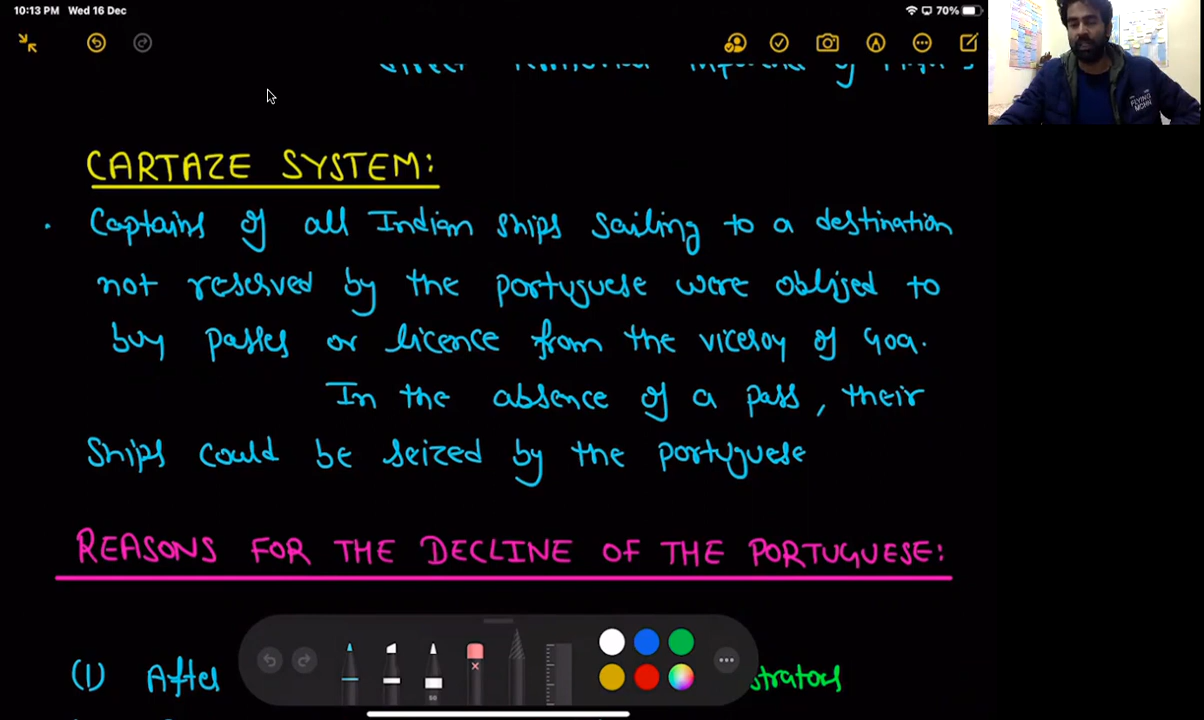 10:13 PM Wed 16 Dec
70%
FLYING
MCHN
CARTAZE SYSTEM:
· Captains of all Indian ships sailing to a destination
not reserved by the portuguese were obliged to
buy passes or licence from the viceroy of Goa.
In the absence of a pass, their
Ships could be seized by the portuguese
REASONS FOR THE DECLINE OF THE PORTUGUESE:
(1) After